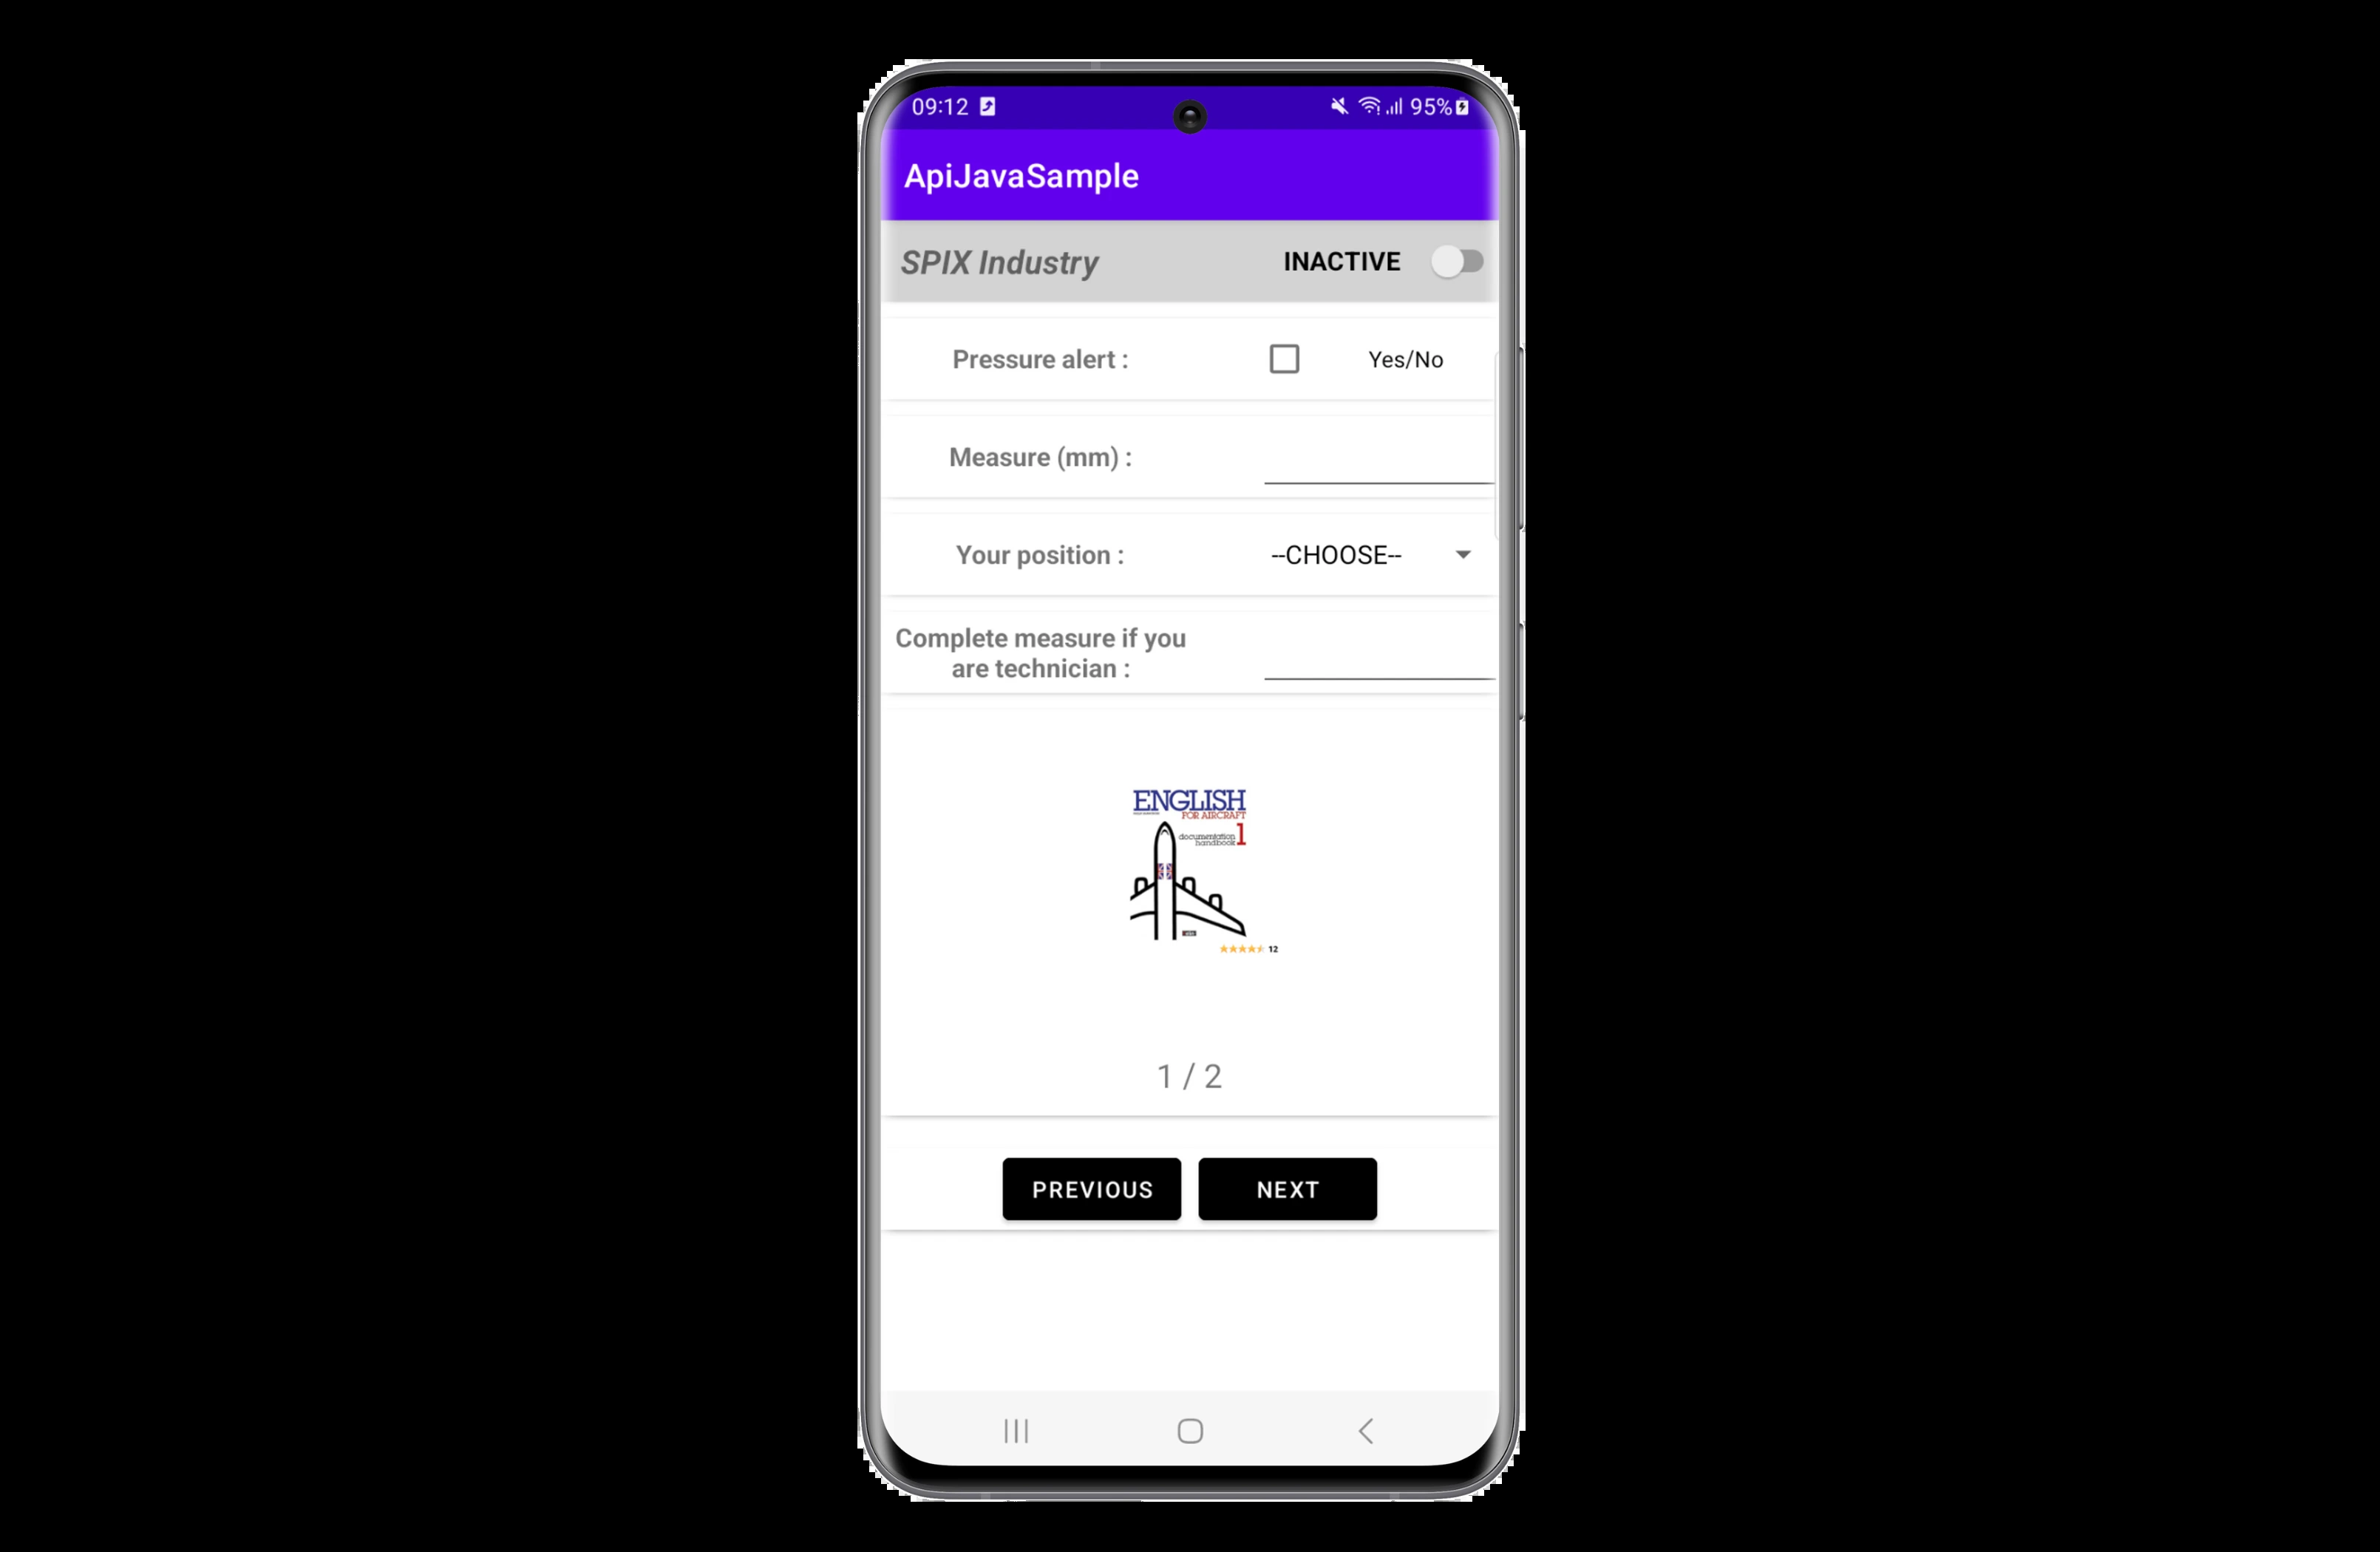 09:12 95%
ApiJavaSample
SPIX Industry INACTIVE
Pressure alert : Yes/No
Measure (mm) :
Your position : --CHOOSE--
Complete measure if you
are technician :
ENGLISH
FOR AIRCRAFT
documentation 1
handbook
12
1 / 2
PREVIOUS NEXT